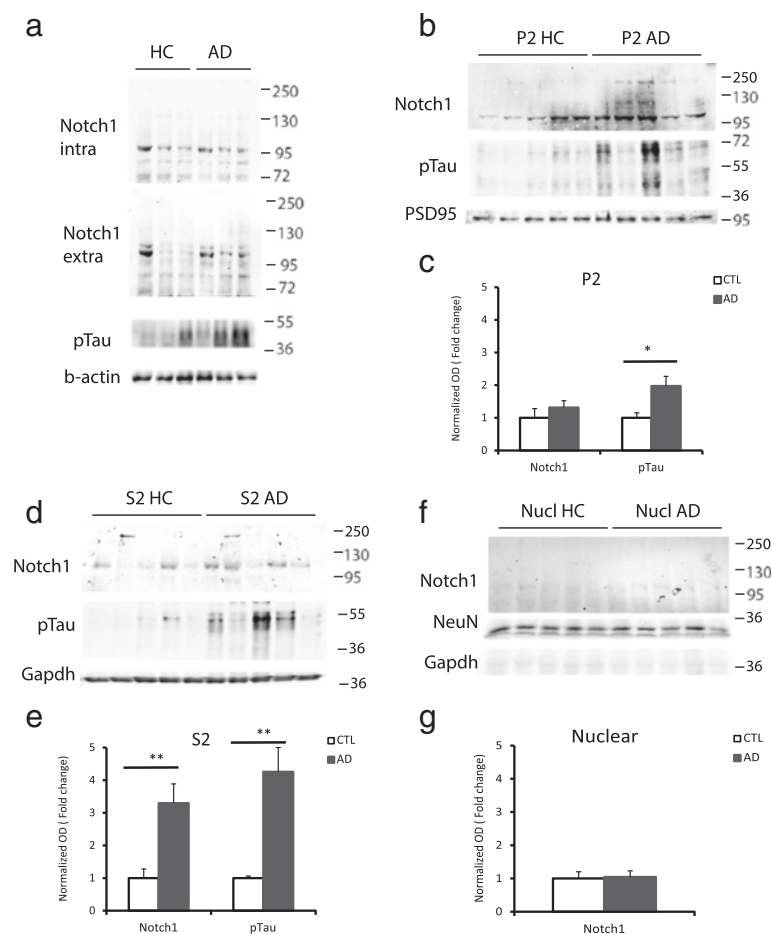 a
HC AD
Notch1
intra
250
130
95
72
Notch1
extra
250
130
95
72
pTau
55
36
b-actin
b
P2 HC P2 AD
Notch1
250
130
95
pTau
72
55
36
PSD95
95
c
P2
CTL
AD
Normalized OD ( Fold change)
5
4
3
2
1
0
*
Notch1 pTau
d
S2 HC S2 AD
Notch1
250
130
95
pTau
55
36
Gapdh
36
e
S2
CTL
AD
Normalized OD ( Fold change)
5
4
3
2
1
0
** **
Notch1 pTau
f
Nucl HC Nucl AD
Notch1
250
130
95
NeuN
36
Gapdh
36
g
Nuclear
CTL
AD
Normalized OD ( Fold change)
5
4
3
2
1
0
Notch1